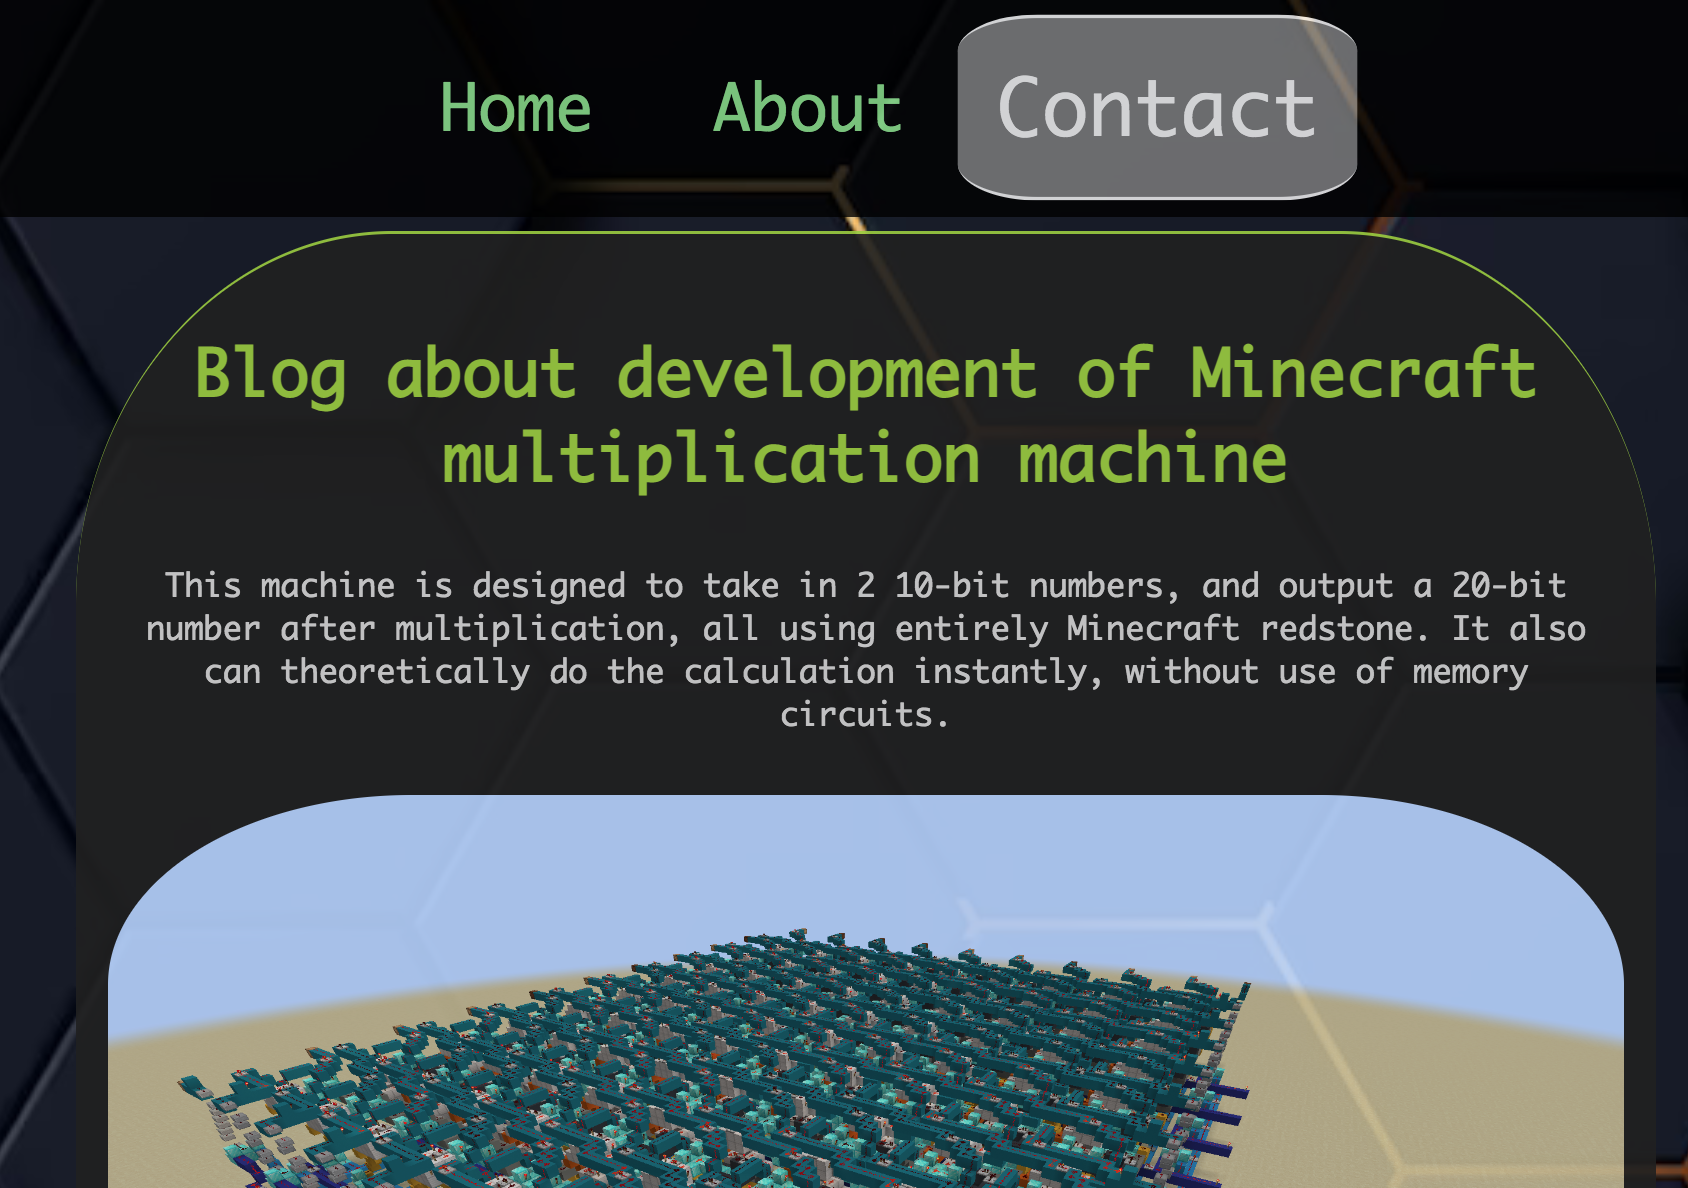 Home About Contact
Blog about development of Minecraft
multiplication machine
This machine is designed to take in 2 10-bit numbers, and output a 20-bit
number after multiplication, all using entirely Minecraft redstone. It also
can theoretically do the calculation instantly, without use of memory
circuits.